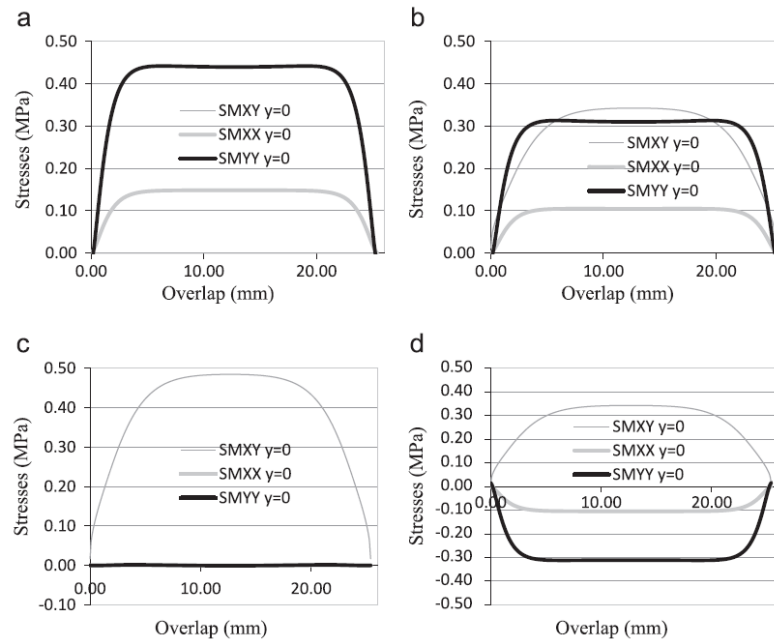 a
0.50
0.40
0.30
0.20
0.10
0.00
Stresses (MPa)
SMXY y=0
SMXX y=0
SMYY y=0
0.00
10.00
20.00
Overlap (mm)
b
0.50
0.40
0.30
0.20
0.10
0.00
Stresses (MPa)
SMXY y=0
SMXX y=0
SMYY y=0
0.00
10.00
20.00
Overlap (mm)
c
0.50
0.40
0.30
0.20
0.10
0.00
-0.10
Stresses (MPa)
SMXY y=0
SMXX y=0
SMYY y=0
0.00
10.00
20.00
Overlap (mm)
d
0.50
0.40
0.30
0.20
0.10
0.00
-0.10
-0.20
-0.30
-0.40
-0.50
Stresses (MPa)
SMXY y=0
SMXX y=0
SMYY y=0
0.00
10.00
20.00
Overlap (mm)